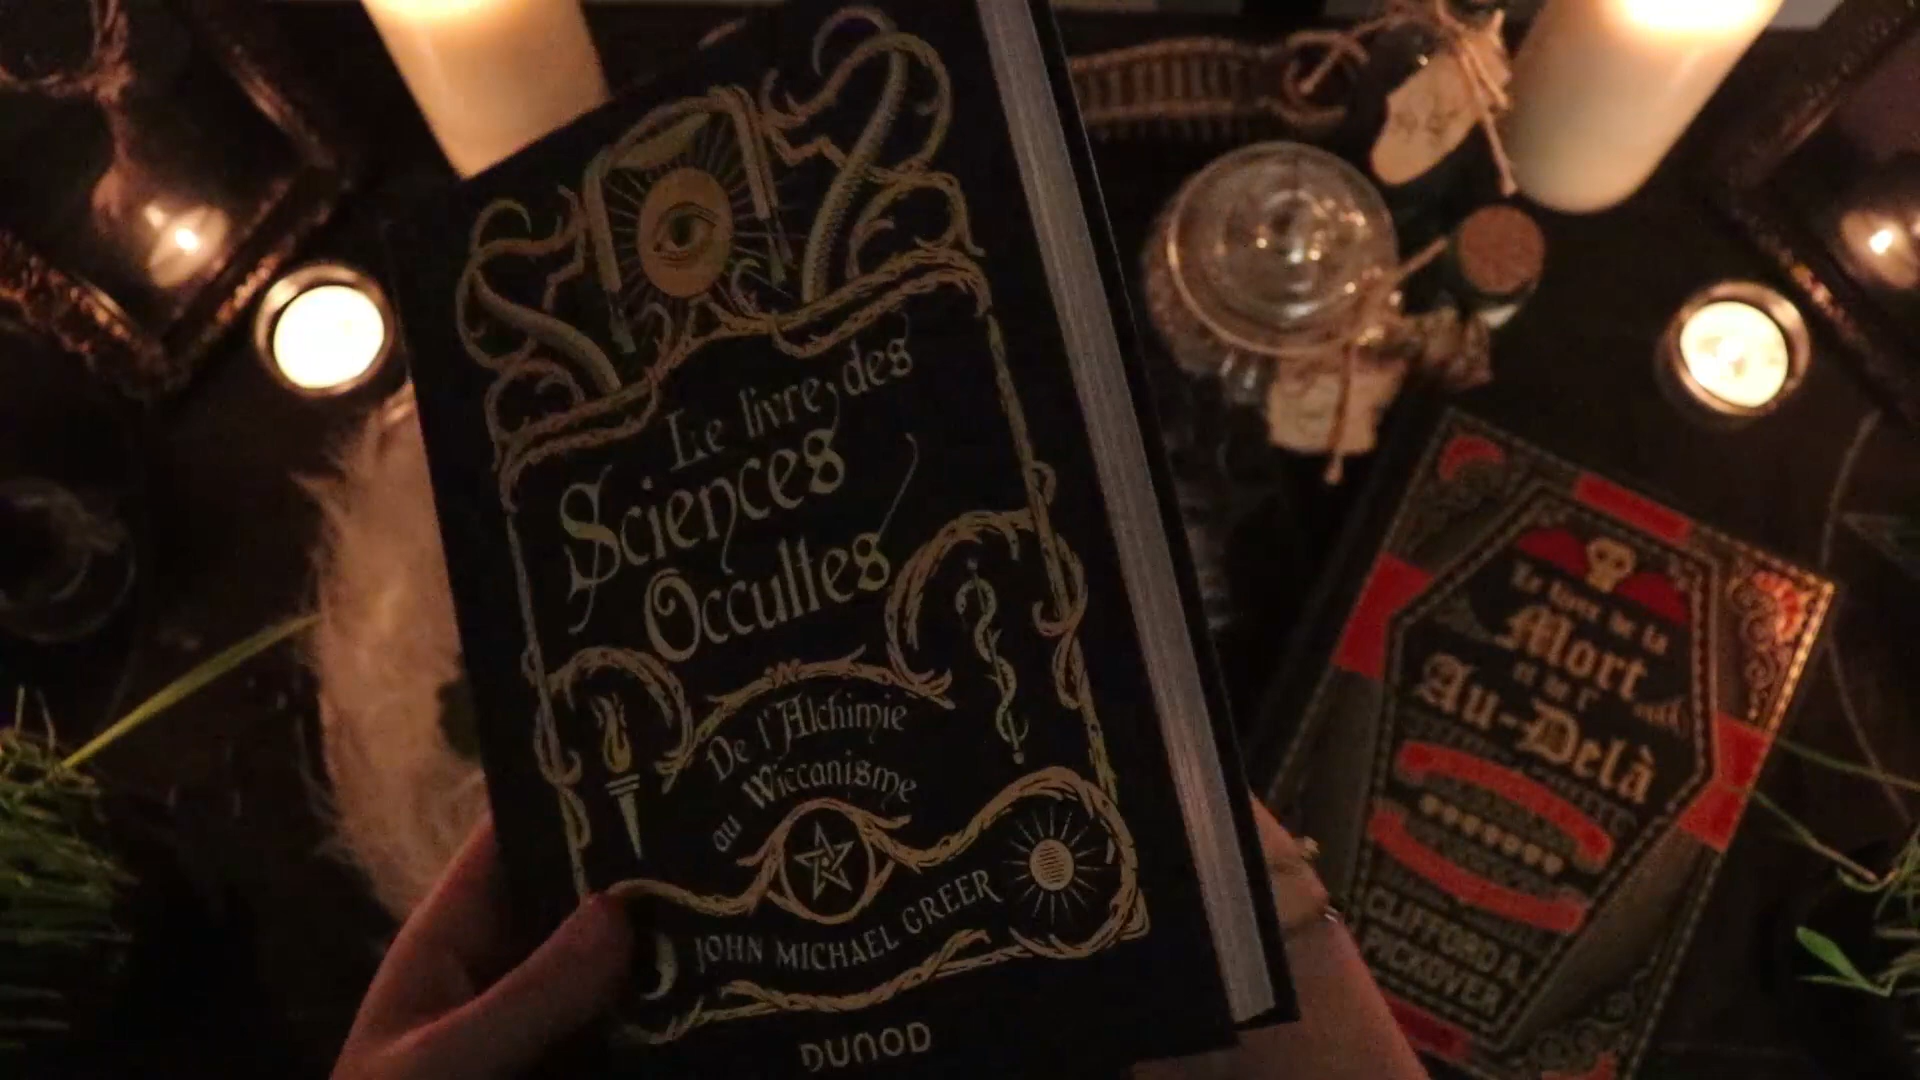 Le livre des
Sciences
Occultes
De l'Alchimie
au Wiccanisme
JOHN MICHAEL GREER
DUNOD
Le livre de la
Mort
et de l'
Au-Delà
CLIFFORD A.
PICKOVER